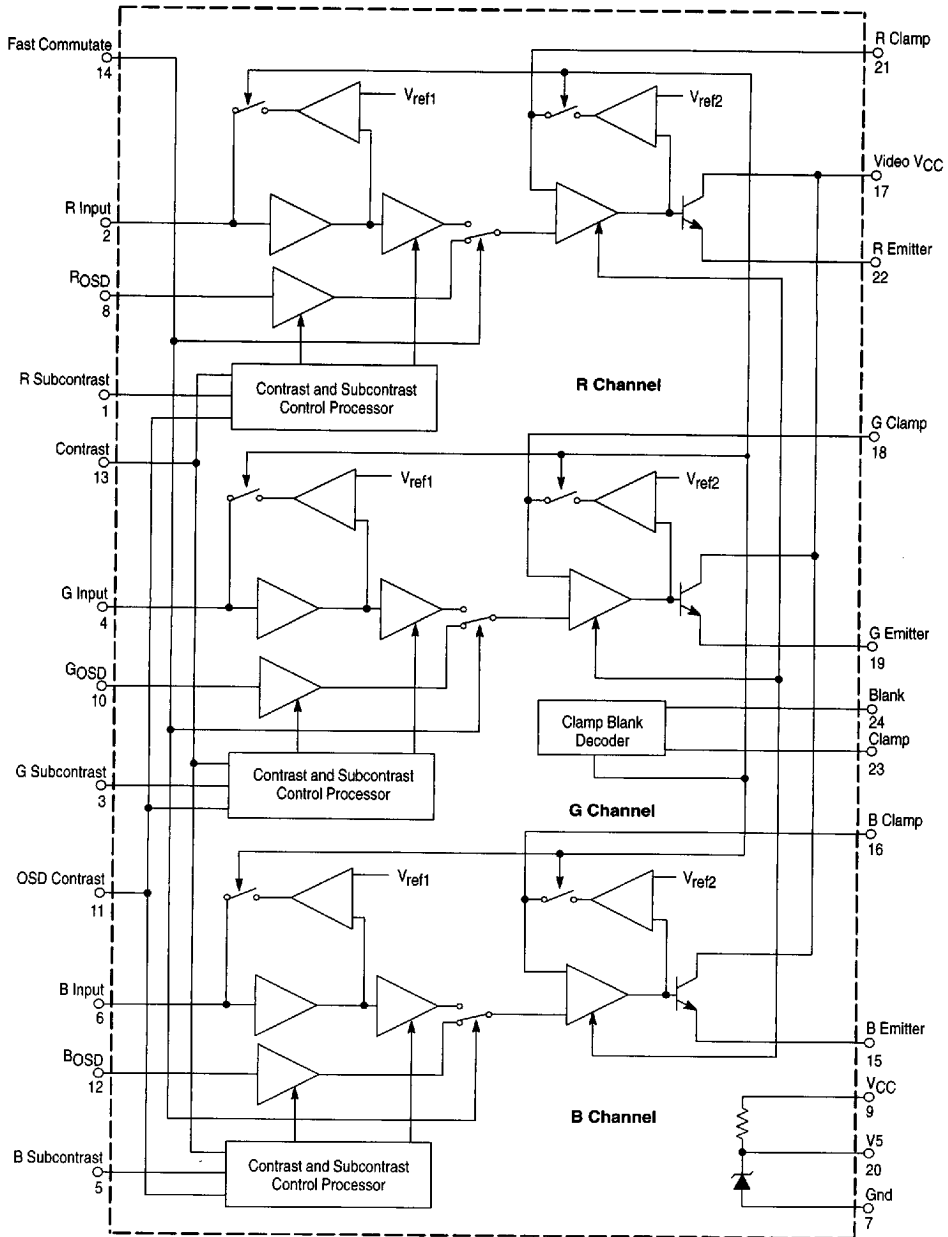 Fast Commutate
14
R Clamp
21
Vref1
Vref2
Video VCC
17
R Input
2
R Emitter
22
ROSD
8
R Subcontrast
1
Contrast and Subcontrast
Control Processor
R Channel
G Clamp
18
Contrast
13
Vref1
Vref2
G Input
4
G Emitter
19
GOSD
10
Blank
24
Clamp Blank
Decoder
Clamp
23
G Subcontrast
3
Contrast and Subcontrast
Control Processor
G Channel
B Clamp
16
OSD Contrast
11
Vref1
Vref2
B Input
6
B Emitter
15
BOSD
12
VCC
9
B Channel
V5
20
B Subcontrast
5
Contrast and Subcontrast
Control Processor
Gnd
7